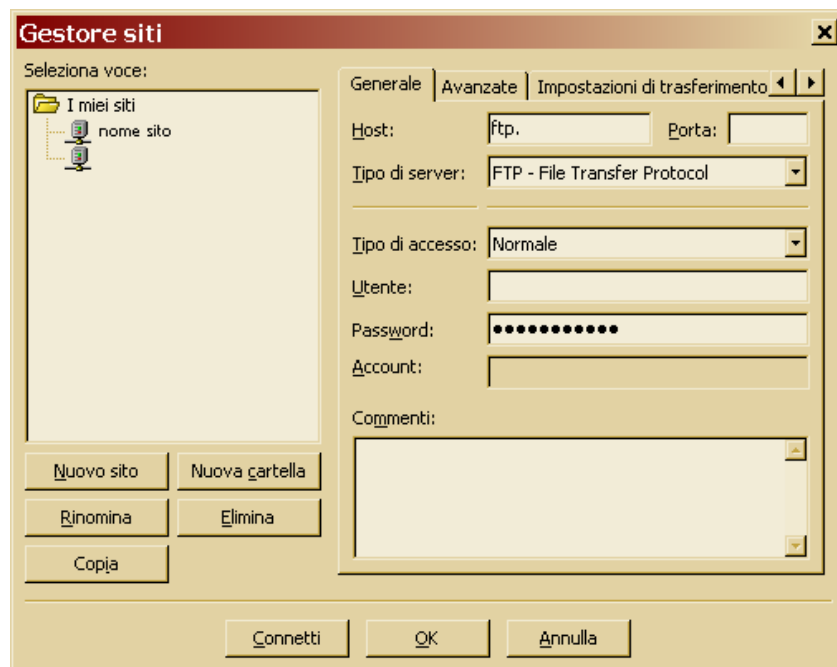 Gestore siti
Seleziona voce:
I miei siti
nome sito
Nuovo sito
Nuova cartella
Rinomina
Elimina
Copia
Generale
Avanzate
Impostazioni di trasferimento
Host:
ftp.
Porta:
Tipo di server:
FTP - File Transfer Protocol
Tipo di accesso:
Normale
Utente:
Password:
●●●●●●●●●●●
Account:
Commenti:
Connetti
OK
Annulla